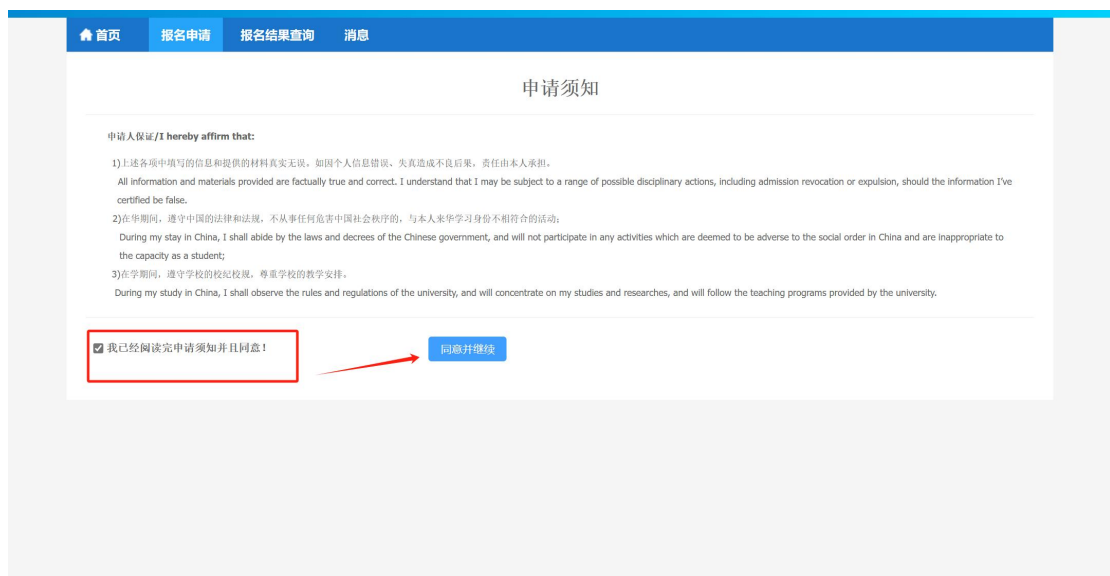 首页 报名申请 报名结果查询 消息
申请须知
申请人保证/I hereby affirm that:
1)上述各项中填写的信息和提供的材料真实无误。如因个人信息错误、失真造成不良后果，责任由本人承担。
All information and materials provided are factually true and correct. I understand that I may be subject to a range of possible disciplinary actions, including admission revocation or expulsion, should the information I've
certified be false.
2)在华期间，遵守中国的法律和法规，不从事任何危害中国社会秩序的，与本人来华学习身份不相符合的活动；
During my stay in China, I shall abide by the laws and decrees of the Chinese government, and will not participate in any activities which are deemed to be adverse to the social order in China and are inappropriate to
the capacity as a student;
3)在学期间，遵守学校的校纪校规，尊重学校的教学安排。
During my study in China, I shall observe the rules and regulations of the university, and will concentrate on my studies and researches, and will follow the teaching programs provided by the university.
我已经阅读完申请须知并且同意！ 同意并继续